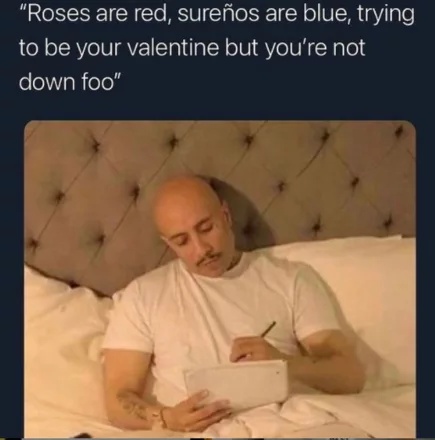 “Roses are red, sureños are blue, trying
to be your valentine but you’re not
down foo”